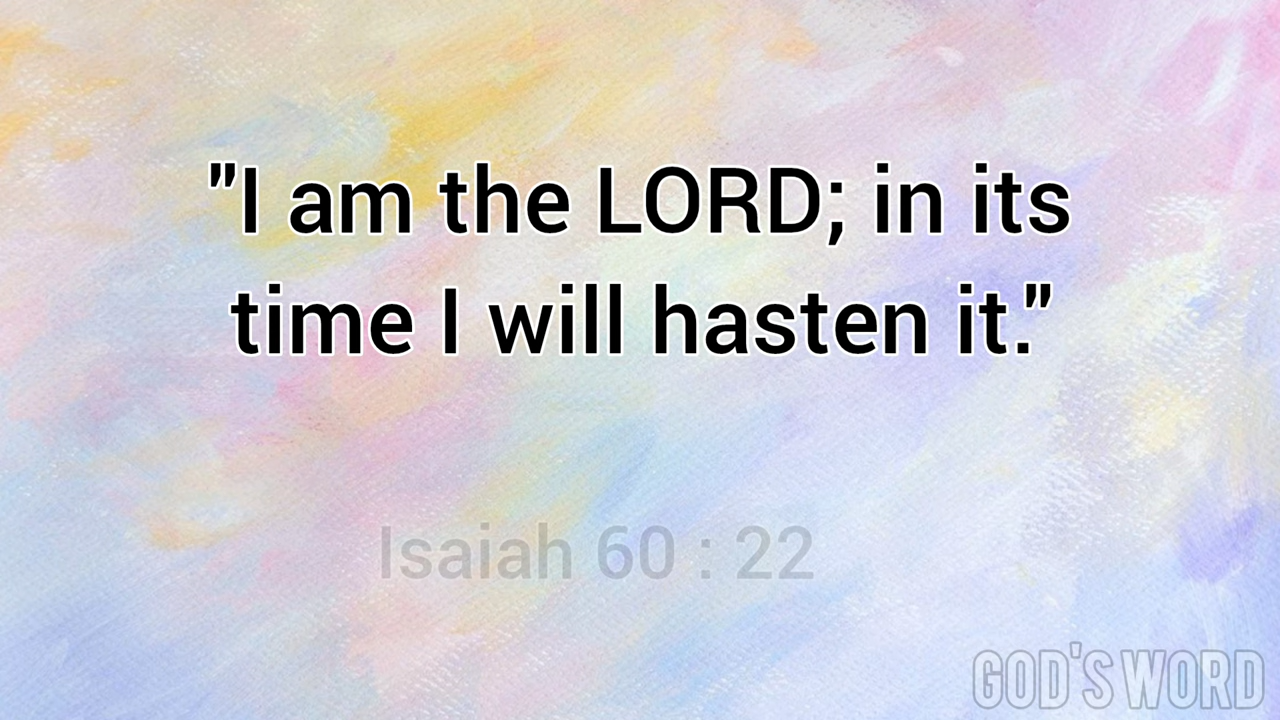 "I am the LORD; in its
time I will hasten it."
Isaiah 60 : 22
GOD'S WORD